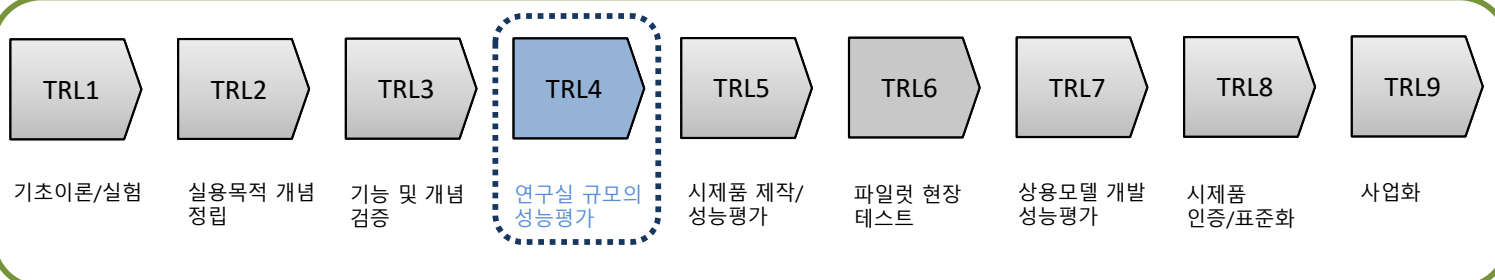 TRL1
TRL2
TRL3
TRL4
TRL5
TRL6
TRL7
TRL8
TRL9
기초이론/실험
실용목적 개념
정립
기능 및 개념
검증
연구실 규모의
성능평가
시제품 제작/
성능평가
파일럿 현장
테스트
상용모델 개발
성능평가
시제품
인증/표준화
사업화